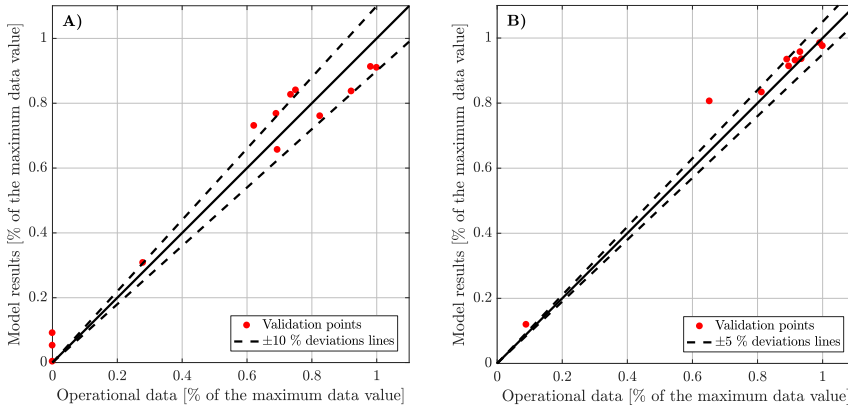 A)
Model results [% of the maximum data value]
1
0.8
0.6
0.4
0.2
0
0
0.2
0.4
0.6
0.8
1
Operational data [% of the maximum data value]
Validation points
±10 % deviations lines
B)
Model results [% of the maximum data value]
1
0.8
0.6
0.4
0.2
0
0
0.2
0.4
0.6
0.8
1
Operational data [% of the maximum data value]
Validation points
±5 % deviations lines